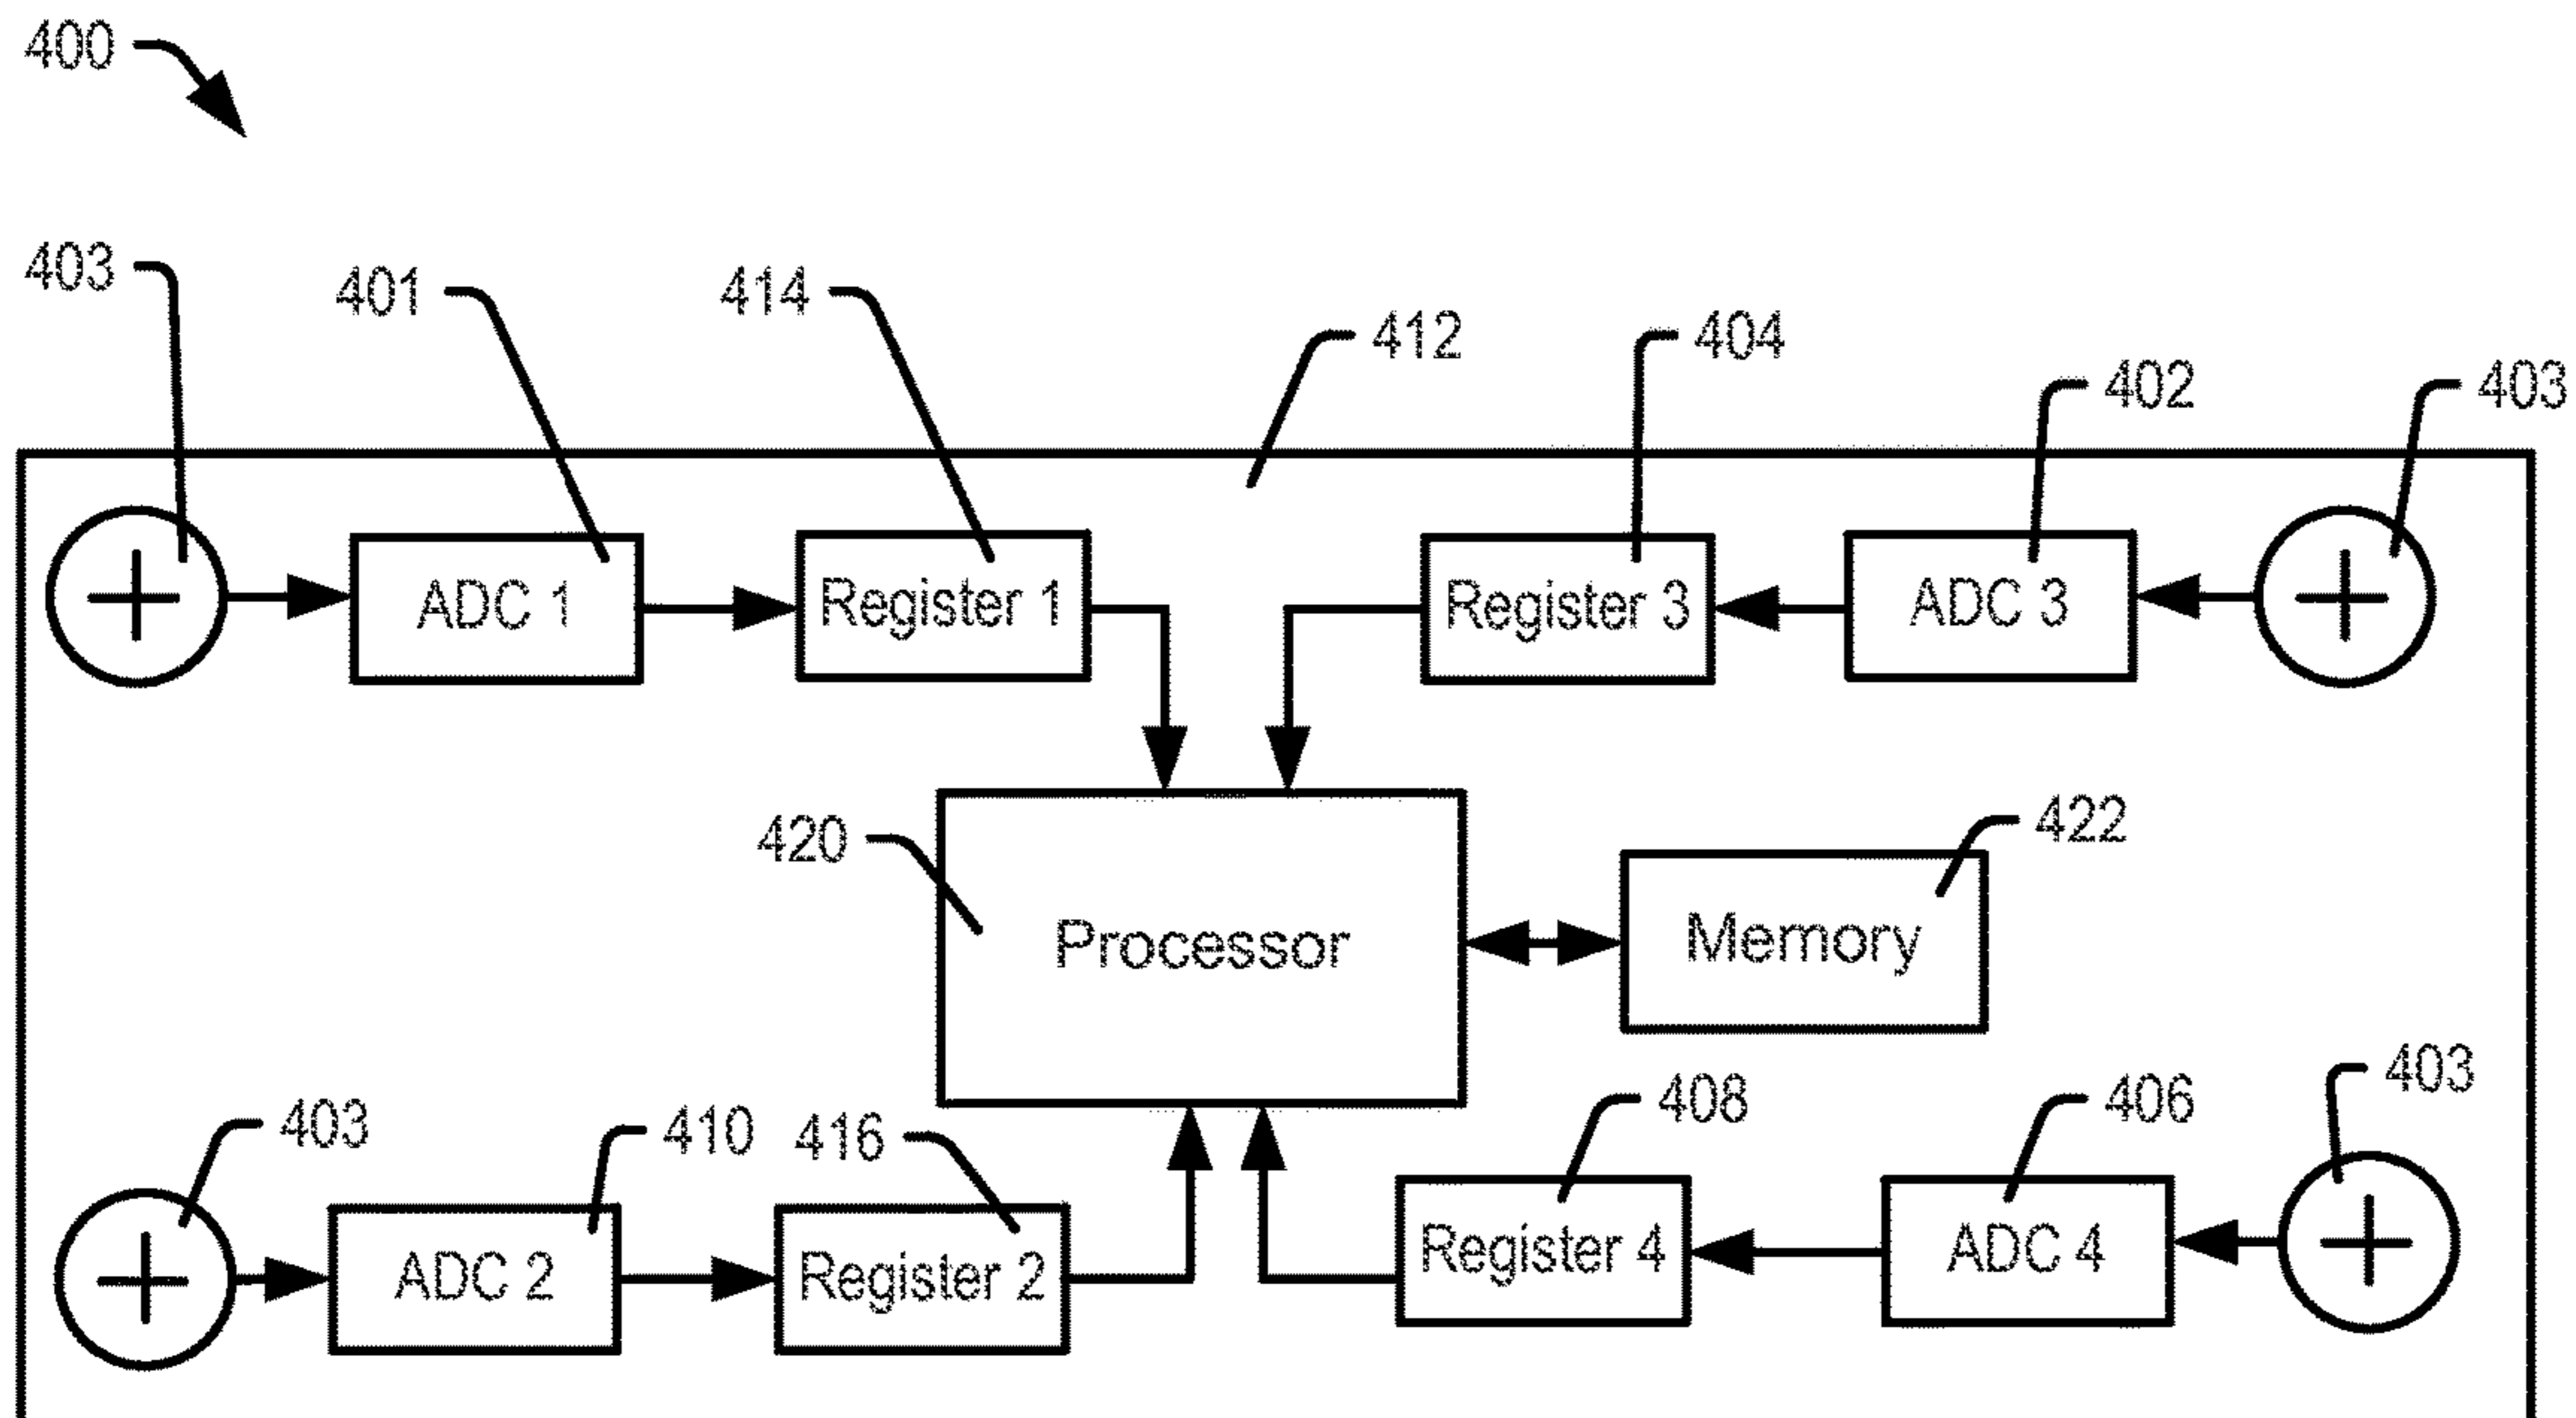 400
403
401
414
412
404
402
403
ADC 1
Register 1
Register 3
ADC 3
420
422
Processor
Memory
403
410
416
408
406
403
ADC 2
Register 2
Register 4
ADC 4